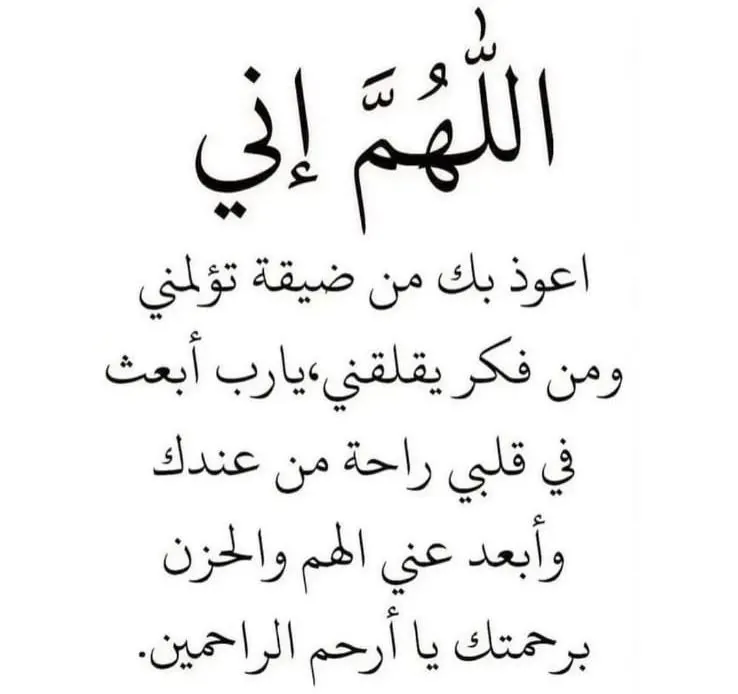 اللّٰهُمَّ إني
اعوذ بك من ضيقة تؤلمني
ومن فكر يقلقني،يارب أبعث
في قلبي راحة من عندك
وأبعد عني الهم والحزن
برحمتك يا أرحم الراحمين.